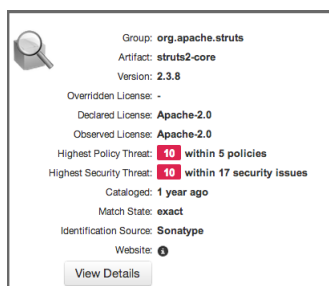 Group: org.apache.struts
Artifact: struts2-core
Version: 2.3.8
Overridden License: -
Declared License: Apache-2.0
Observed License: Apache-2.0
Highest Policy Threat: 10 within 5 policies
Highest Security Threat: 10 within 17 security issues
Cataloged: 1 year ago
Match State: exact
Identification Source: Sonatype
Website: i
View Details